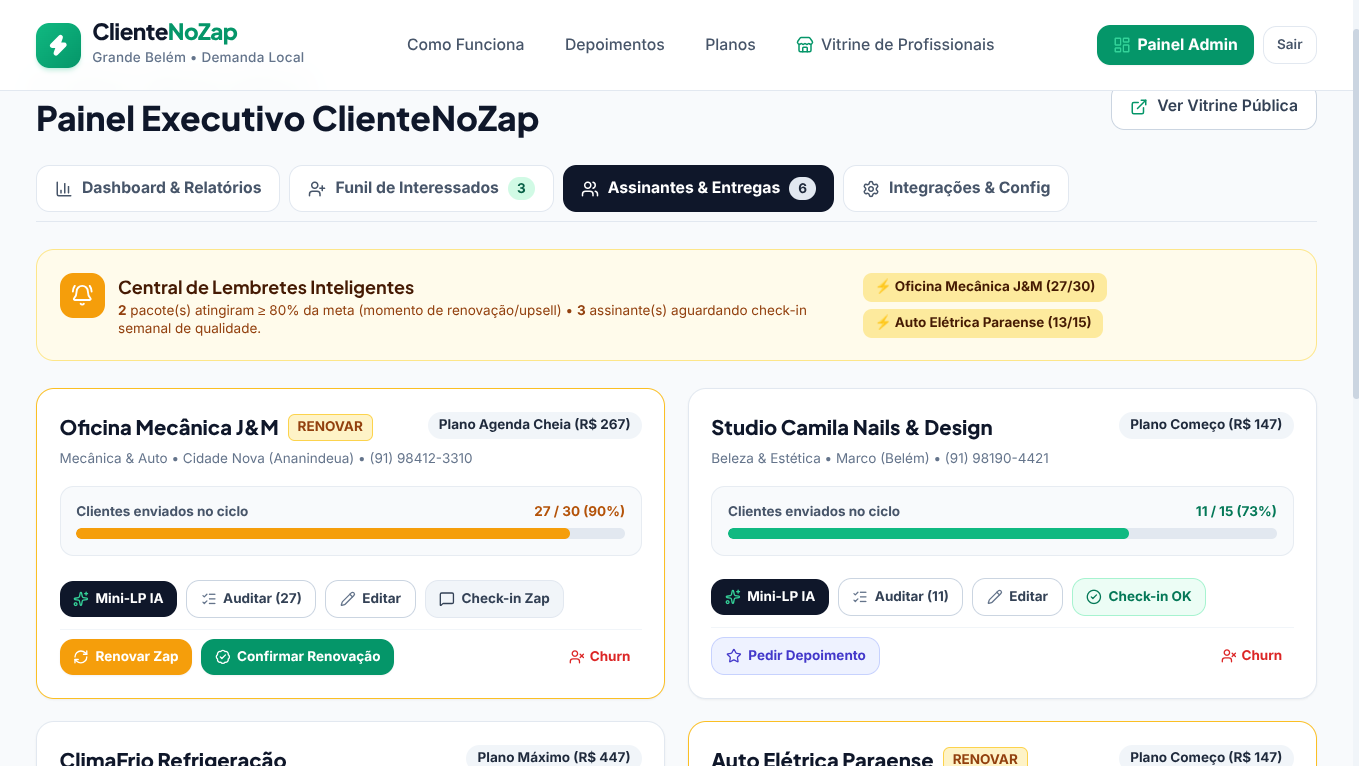 ClienteNoZap
Grande Belém • Demanda Local
Como Funciona
Depoimentos
Planos
Vitrine de Profissionais
Painel Admin
Sair
Painel Executivo ClienteNoZap
Ver Vitrine Pública
Dashboard & Relatórios
Funil de Interessados 3
Assinantes & Entregas 6
Integrações & Config
Central de Lembretes Inteligentes
2 pacote(s) atingiram ≥ 80% da meta (momento de renovação/upsell) • 3 assinante(s) aguardando check-in
semanal de qualidade.
⚡ Oficina Mecânica J&M (27/30)
⚡ Auto Elétrica Paraense (13/15)
Oficina Mecânica J&M RENOVAR
Plano Agenda Cheia (R$ 267)
Mecânica & Auto • Cidade Nova (Ananindeua) • (91) 98412-3310
Clientes enviados no ciclo
27 / 30 (90%)
Mini-LP IA
Auditar (27)
Editar
Check-in Zap
Renovar Zap
Confirmar Renovação
Churn
Studio Camila Nails & Design
Plano Começo (R$ 147)
Beleza & Estética • Marco (Belém) • (91) 98190-4421
Clientes enviados no ciclo
11 / 15 (73%)
Mini-LP IA
Auditar (11)
Editar
Check-in OK
Pedir Depoimento
Churn
ClimaFrio Refrigeração
Plano Máximo (R$ 447)
Auto Elétrica Paraense RENOVAR
Plano Começo (R$ 147)